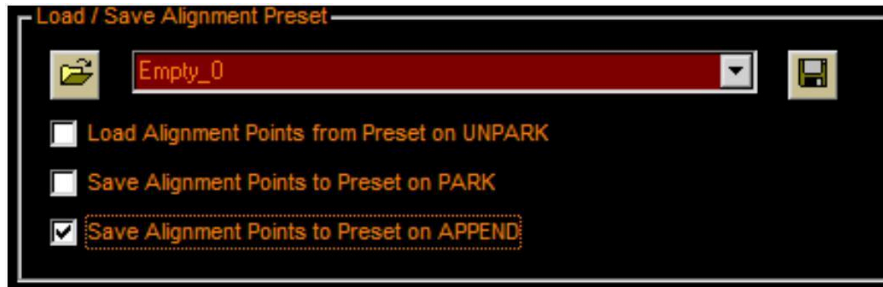 Load / Save Alignment Preset
Empty_0
Load Alignment Points from Preset on UNPARK
Save Alignment Points to Preset on PARK
Save Alignment Points to Preset on APPEND